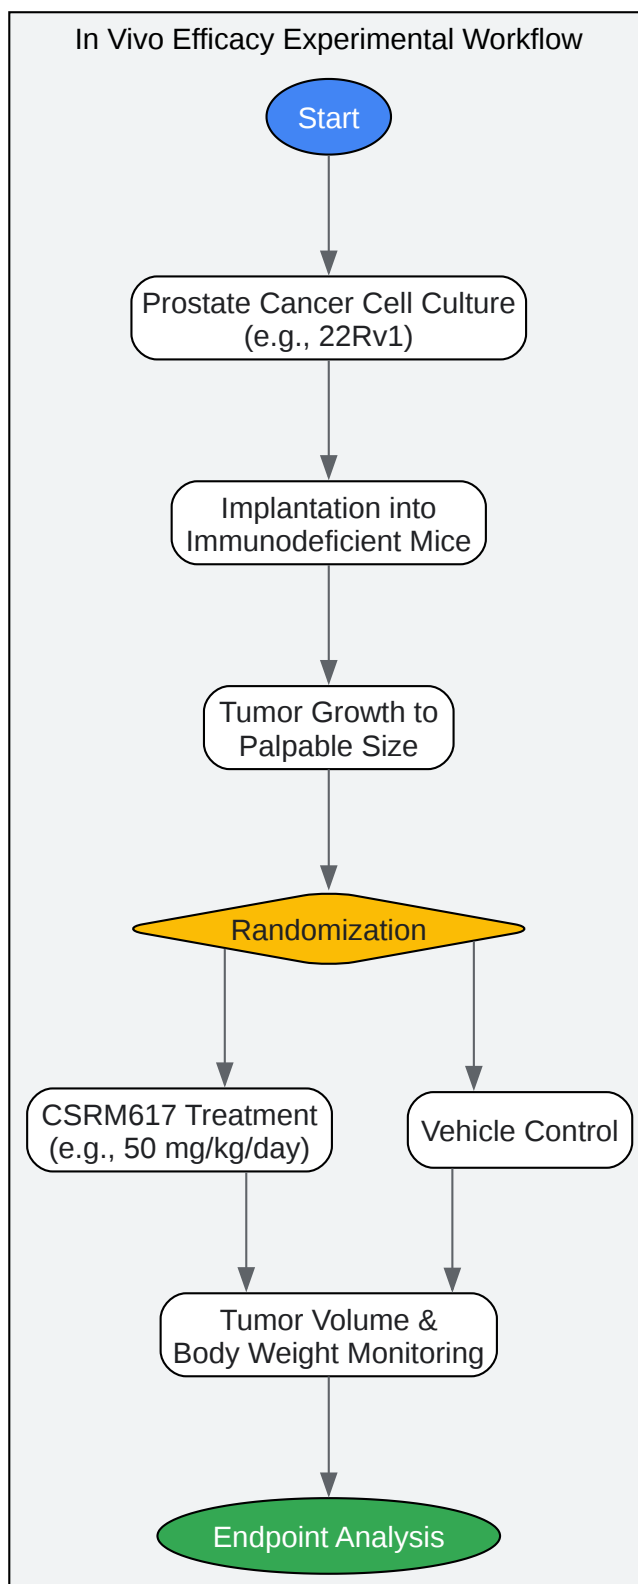 In Vivo Efficacy Experimental Workflow
Start
Prostate Cancer Cell Culture
(e.g., 22Rv1)
Implantation into
Immunodeficient Mice
Tumor Growth to
Palpable Size
Randomization
CSRM617 Treatment
(e.g., 50 mg/kg/day)
Vehicle Control
Tumor Volume &
Body Weight Monitoring
Endpoint Analysis